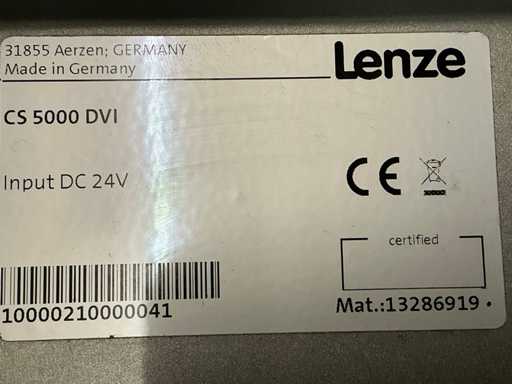 31855 Aerzen; GERMANY
Made in Germany
Lenze
CS 5000 DVI
Input DC 24V
CE
certified
10000210000041
Mat.:13286919